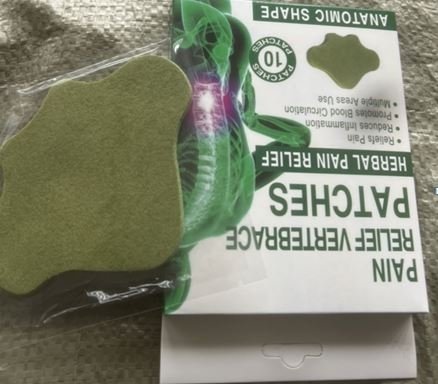 PAIN
RELIEF VERTEBRACE
PATCHES
HERBAL PAIN RELIEF
• Reliefs Pain
• Reduces Inflammation
• Promotes Blood Circulation
• Multiple Areas Use
10
PATCHES
PATCHES
ANATOMIC SHAPE